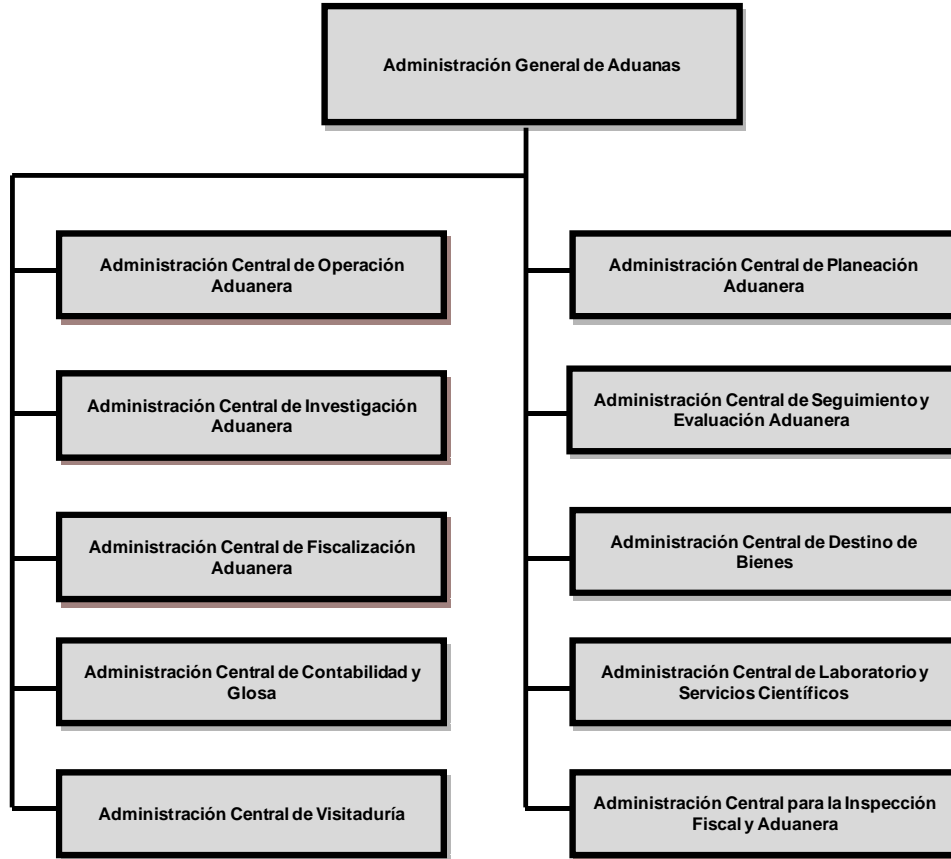 Administración General de Aduanas
Administración Central de Operación
Aduanera
Administración Central de Planeación
Aduanera
Administración Central de Investigación
Aduanera
Administración Central de Seguimiento y
Evaluación Aduanera
Administración Central de Fiscalización
Aduanera
Administración Central de Destino de
Bienes
Administración Central de Contabilidad y
Glosa
Administración Central de Laboratorio y
Servicios Científicos
Administración Central de Visitaduría
Administración Central para la Inspección
Fiscal y Aduanera